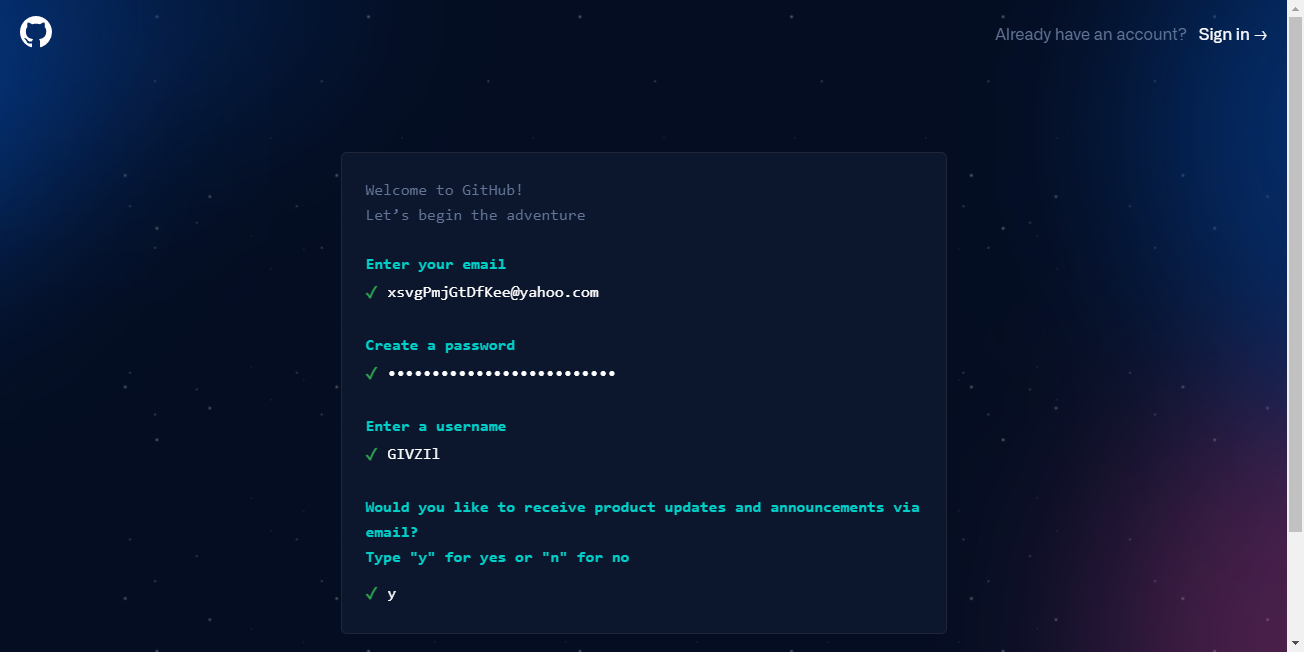 Already have an account? Sign in →
Welcome to GitHub!
Let’s begin the adventure
Enter your email
✓ xsvgPmjGtDfKee@yahoo.com
Create a password
✓ ••••••••••••••••••••••••••
Enter a username
✓ GIVZIl
Would you like to receive product updates and announcements via
email?
Type "y" for yes or "n" for no
✓ y